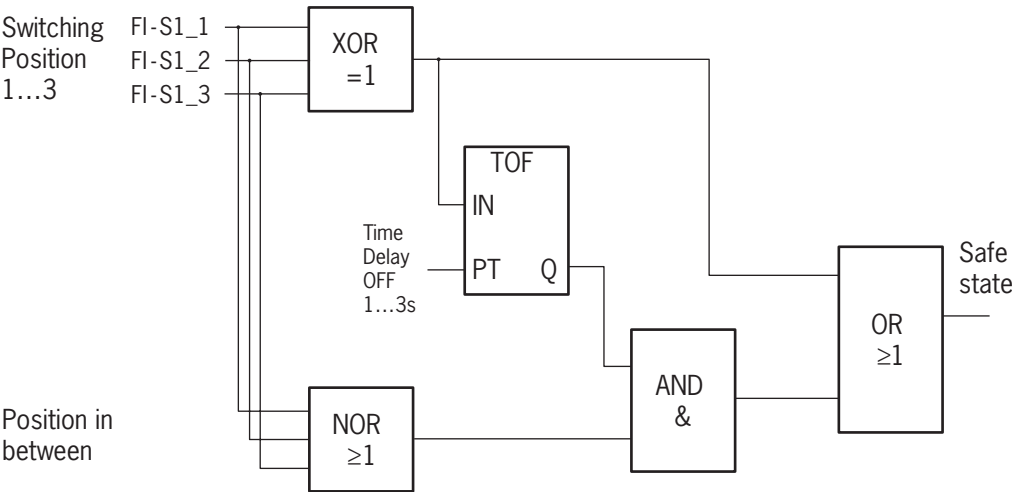 Switching
Position
1…3
FI-S1_1
FI-S1_2
FI-S1_3
XOR
=1
TOF
IN
PT Q
Time
Delay
OFF
1…3s
Safe
state
OR
≥1
AND
&
Position in
between
NOR
≥1